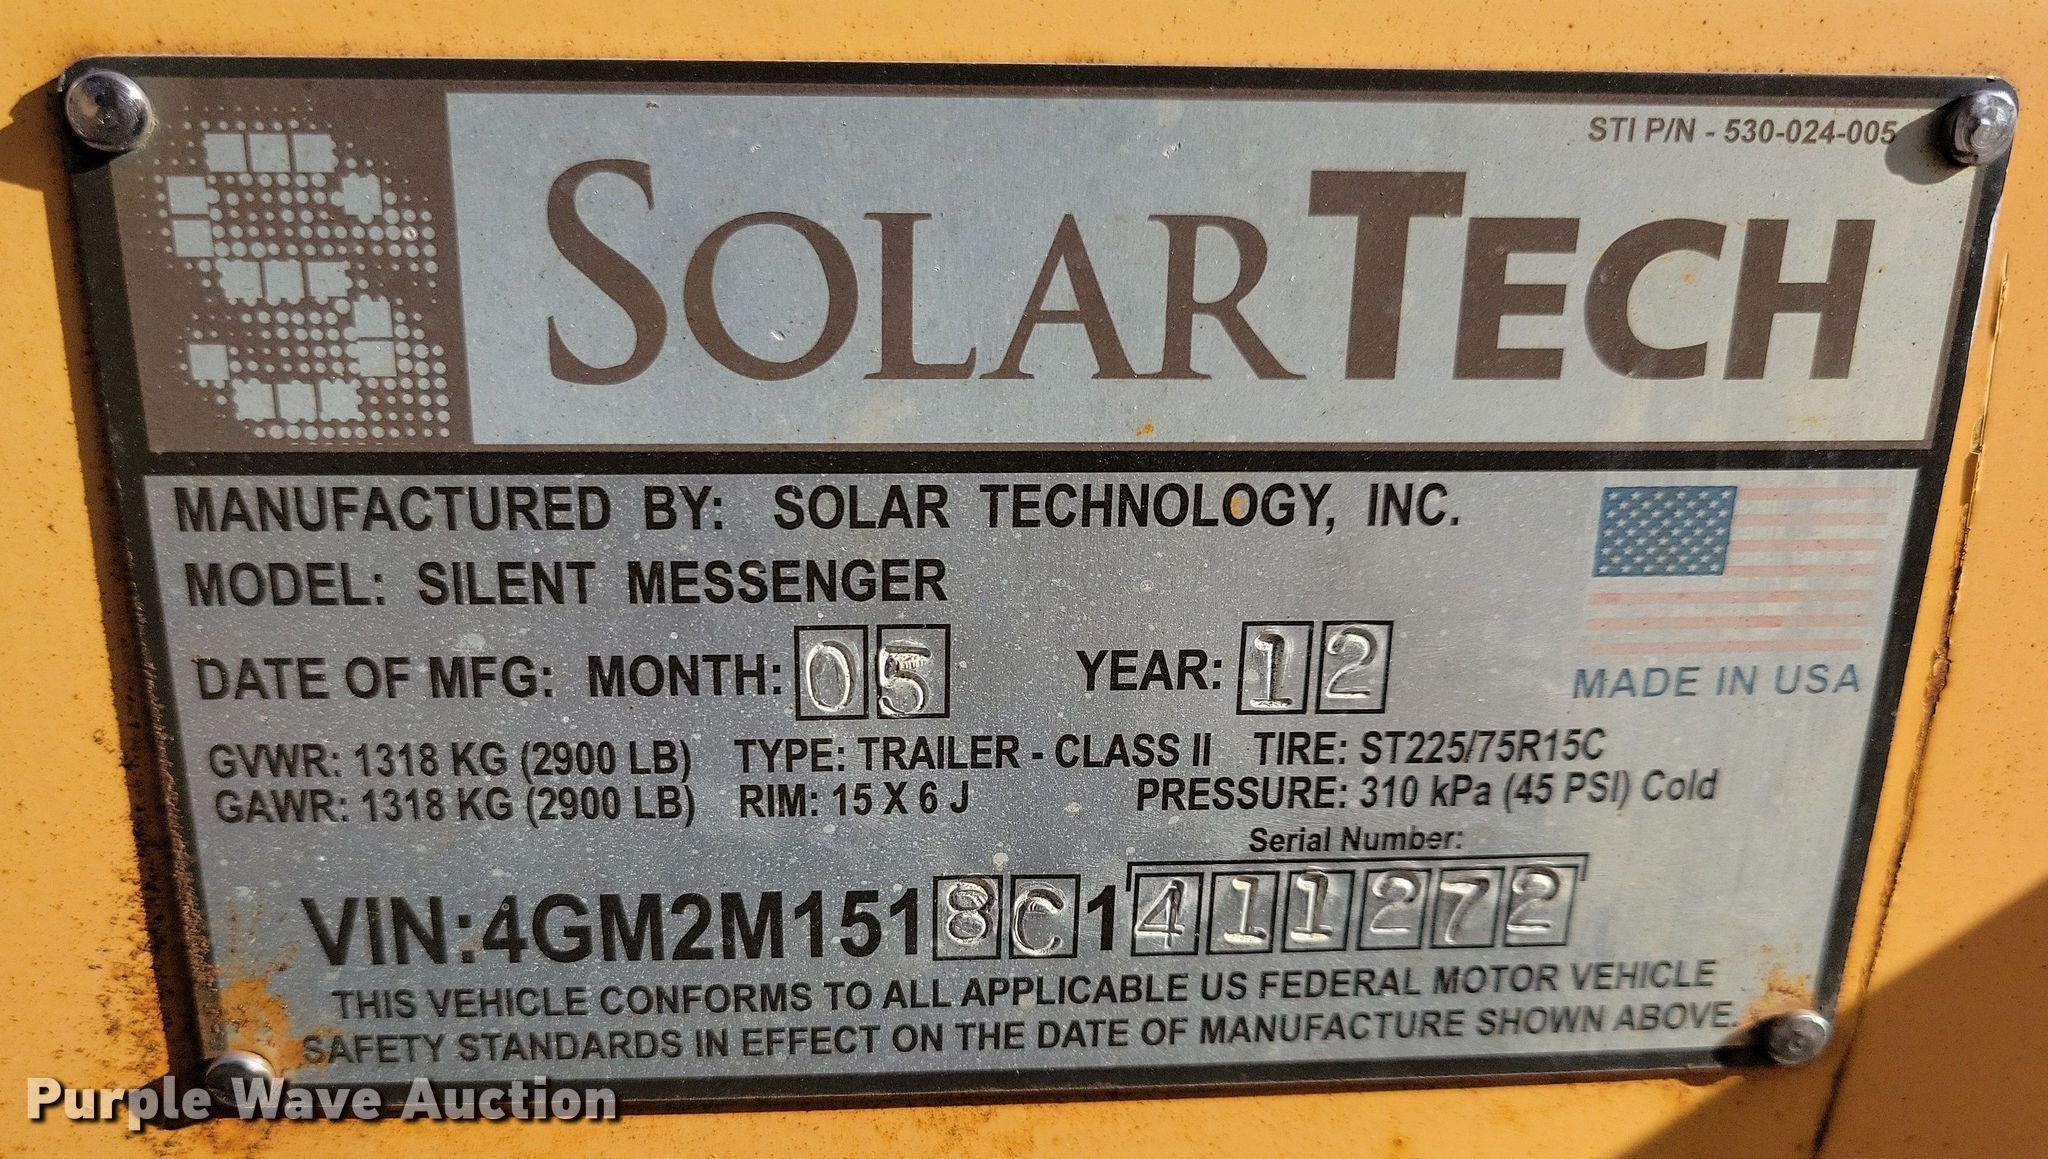 STI P/N - 530-024-005
SOLARTECH
MANUFACTURED BY: SOLAR TECHNOLOGY, INC.
MODEL: SILENT MESSENGER
DATE OF MFG: MONTH: 05 YEAR: 12
MADE IN USA
GVWR: 1318 KG (2900 LB) TYPE: TRAILER - CLASS II TIRE: ST225/75R15C
GAWR: 1318 KG (2900 LB) RIM: 15 X 6 J PRESSURE: 310 kPa (45 PSI) Cold
Serial Number:
VIN:4GM2M1518C1411272
THIS VEHICLE CONFORMS TO ALL APPLICABLE US FEDERAL MOTOR VEHICLE
SAFETY STANDARDS IN EFFECT ON THE DATE OF MANUFACTURE SHOWN ABOVE.
Purple Wave Auction